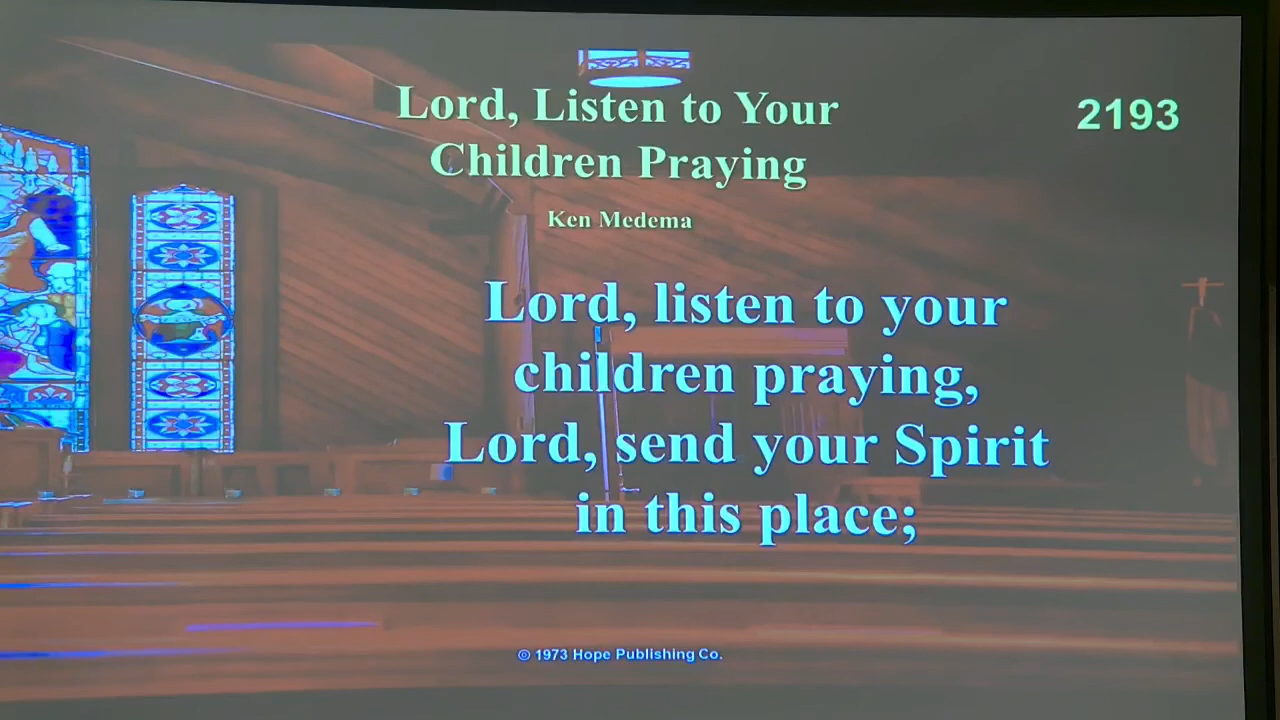 Lord, Listen to Your
Children Praying
2193
Ken Medema
Lord, listen to your
children praying,
Lord, send your Spirit
in this place;
© 1973 Hope Publishing Co.